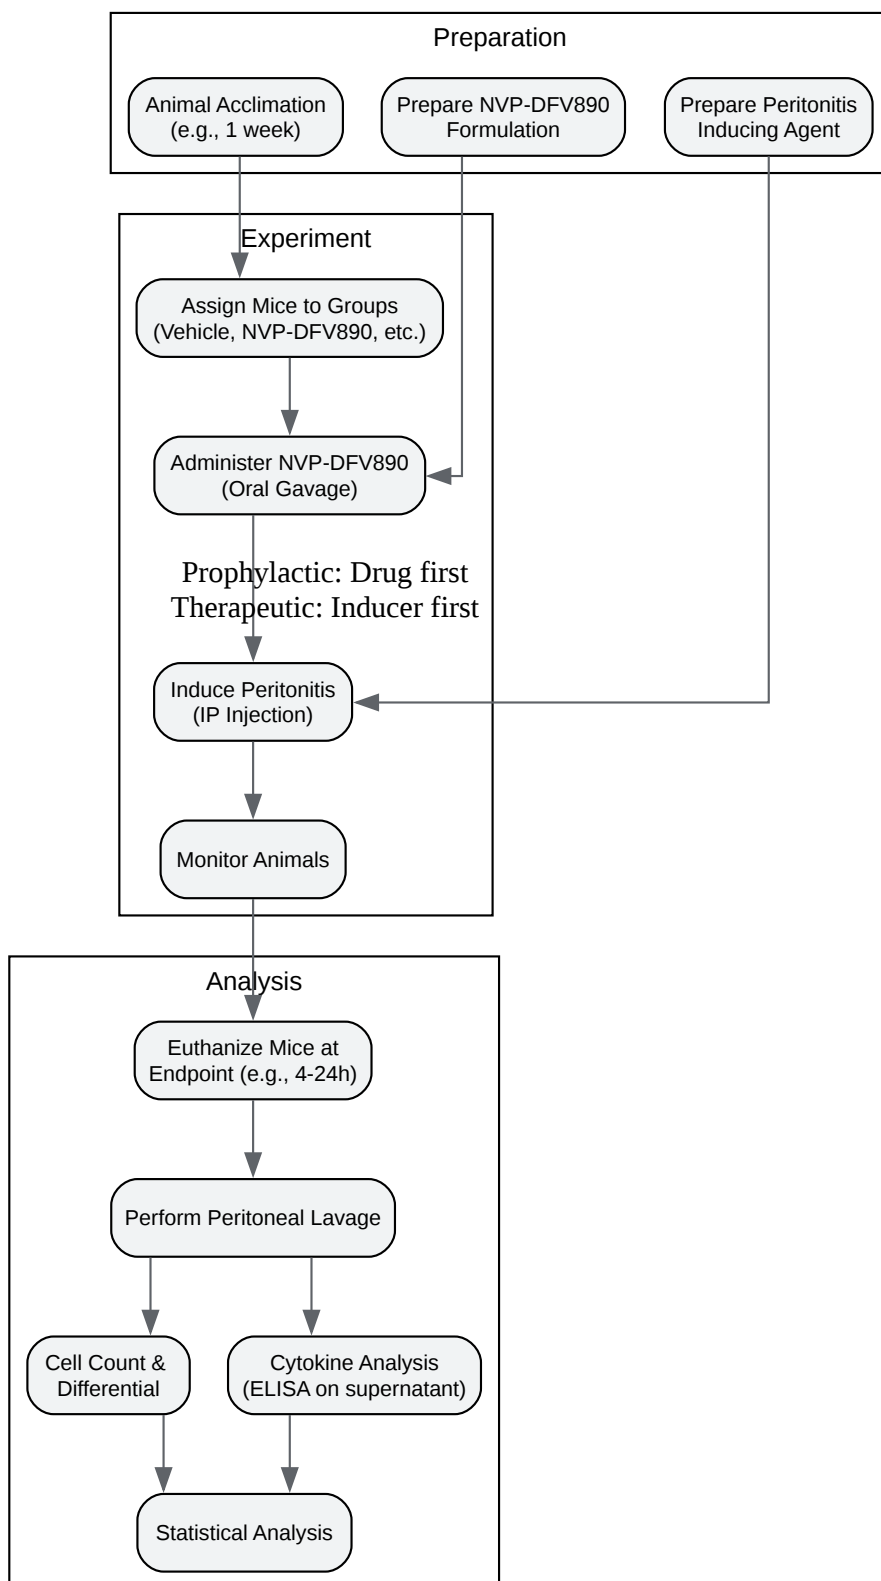 Preparation
Animal Acclimation
(e.g., 1 week)
Prepare NVP-DFV890
Formulation
Prepare Peritonitis
Inducing Agent
Experiment
Assign Mice to Groups
(Vehicle, NVP-DFV890, etc.)
Administer NVP-DFV890
(Oral Gavage)
Prophylactic: Drug first
Therapeutic: Inducer first
Induce Peritonitis
(IP Injection)
Monitor Animals
Analysis
Euthanize Mice at
Endpoint (e.g., 4-24h)
Perform Peritoneal Lavage
Cell Count &
Differential
Cytokine Analysis
(ELISA on supernatant)
Statistical Analysis